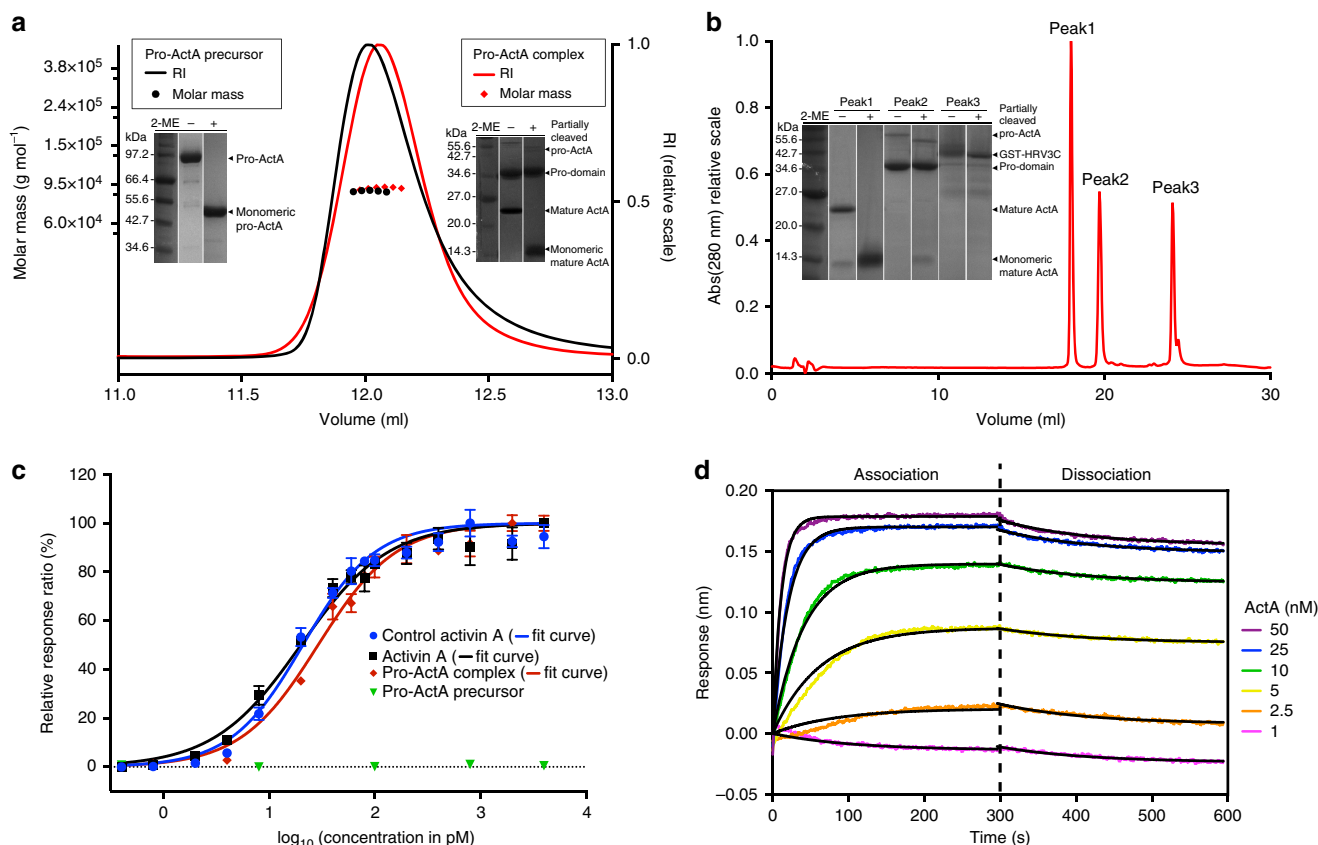 a
Pro-ActA precursor
RI
Molar mass
Pro-ActA complex
RI
Molar mass
Molar mass (g mol⁻¹)
3.8×10⁵
2.4×10⁵
1.5×10⁵
9.5×10⁴
6.0×10⁴
kDa
2-ME – +
97.2
66.4
55.6
42.7
34.6
Pro-ActA
Monomeric
pro-ActA
kDa
2-ME – +
55.6
42.7
34.6
20.0
14.3
Partially
cleaved
pro-ActA
Pro-domain
Mature ActA
Monomeric
mature ActA
1.0
0.5
0.0
RI (relative scale)
11.0 11.5 12.0 12.5 13.0
Volume (ml)
b
Abs(280 nm) relative scale
1.0
0.8
0.6
0.4
0.2
0.0
Peak1
Peak2
Peak3
Peak1 Peak2 Peak3
kDa
2-ME – + – + – +
55.6
42.7
34.6
27.0
20.0
14.3
Partially
cleaved
pro-ActA
GST-HRV3C
Pro-domain
Mature ActA
Monomeric
mature ActA
0 10 20 30
Volume (ml)
c
Relative response ratio (%)
120
100
80
60
40
20
0
Control activin A (– fit curve)
Activin A (– fit curve)
Pro-ActA complex (– fit curve)
Pro-ActA precursor
0 1 2 3 4
log₁₀ (concentration in pM)
d
Association Dissociation
Response (nm)
0.20
0.15
0.10
0.05
0.00
–0.05
ActA (nM)
50
25
10
5
2.5
1
0 100 200 300 400 500 600
Time (s)